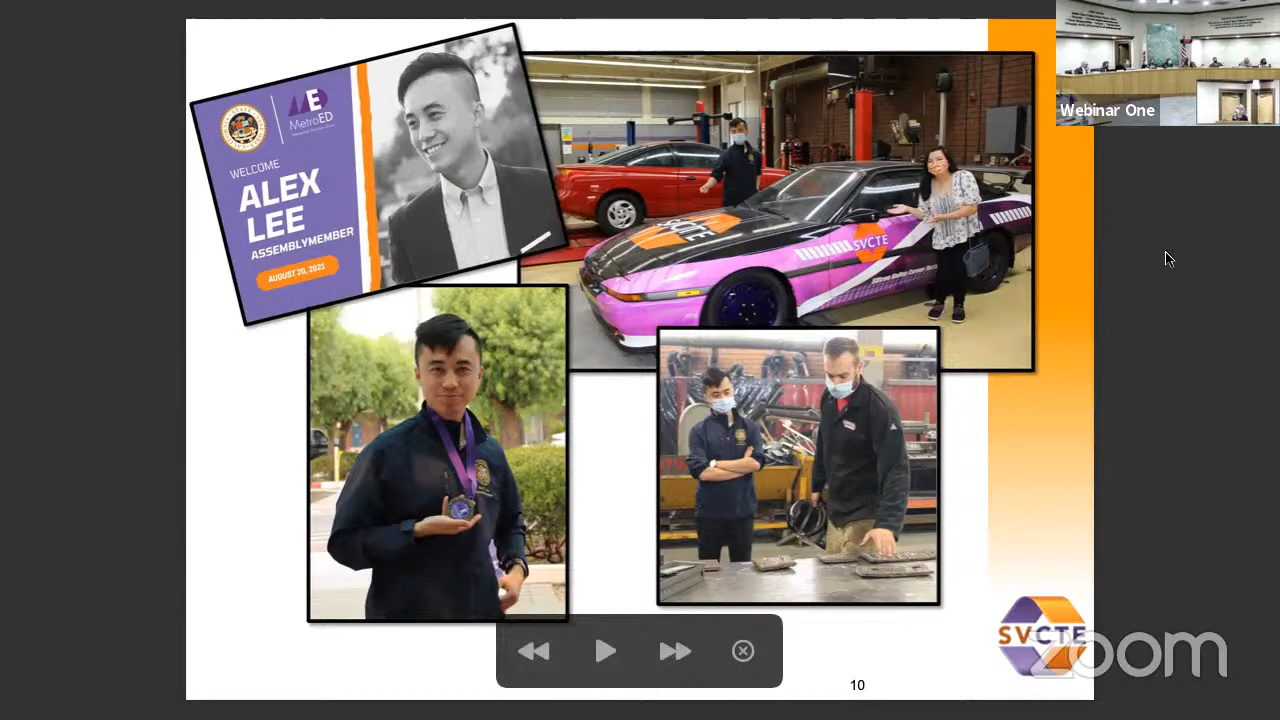 Webinar One
MetroED
WELCOME
ALEX
LEE
ASSEMBLYMEMBER
AUGUST 20, 2021
SVCTE
SVCTE
Silicon Valley Career Tech
SVCTE
zoom
10